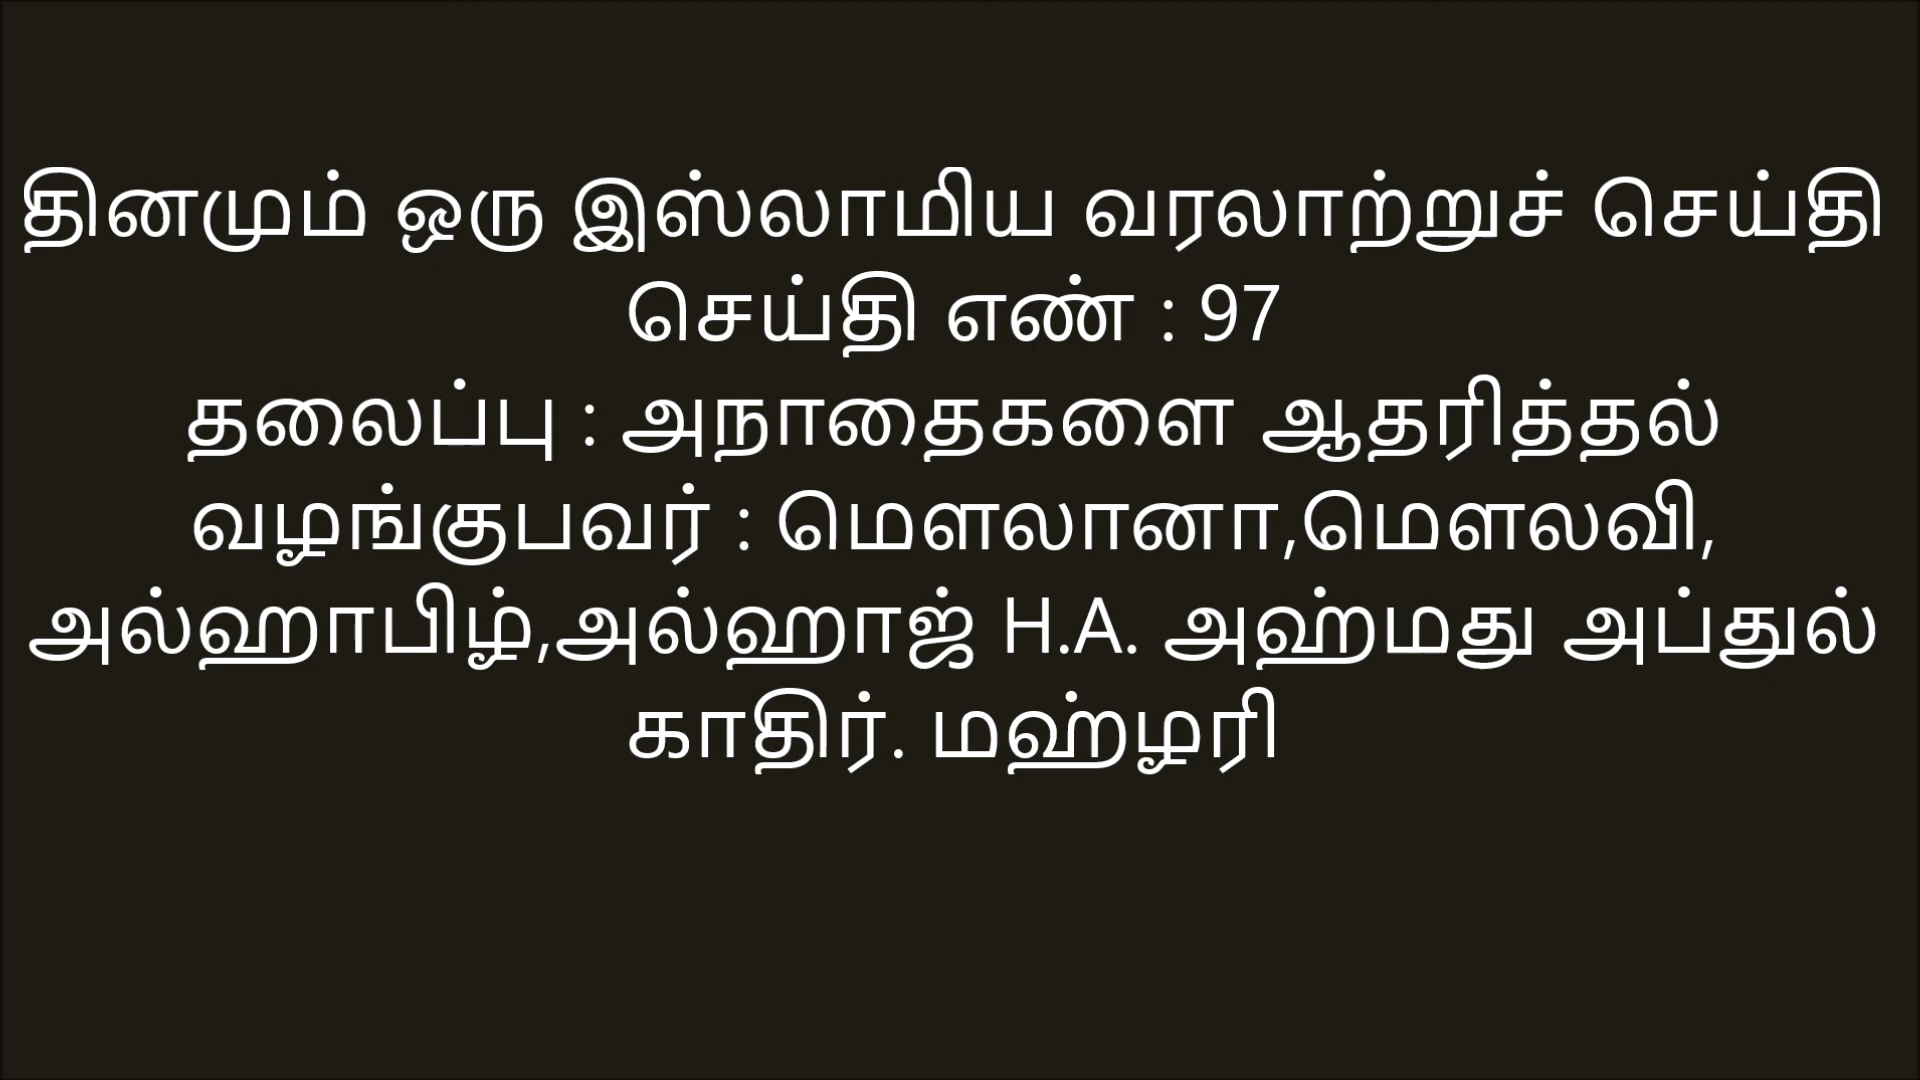 தினமும் ஒரு இஸ்லாமிய வரலாற்றுச் செய்தி
செய்தி எண் : 97
தலைப்பு : அநாதைகளை ஆதரித்தல்
வழங்குபவர் : மௌலானா,மௌலவி,
அல்ஹாபிழ்,அல்ஹாஜ் H.A. அஹ்மது அப்துல்
காதிர். மஹ்ழரி